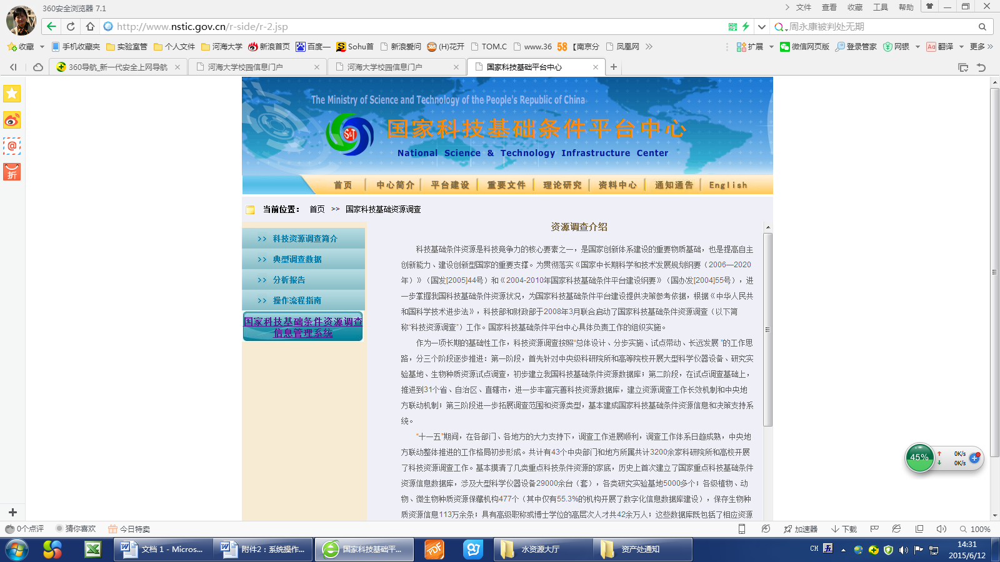 360安全浏览器 7.1
文件 查看 收藏 工具 帮助
http://www.nstic.gov.cn/r-side/r-2.jsp
周永康被判处无期
收藏 手机收藏夹 实验室管 个人文件 河海大学 新浪首页 百度一 Sohu首 新浪爱问 (H)花开 TOM.C www.36 58 【南京分 凤凰网
扩展 微信网页版 登录管家 网银 翻译 更多
360导航_新一代安全上网导航 河海大学校园信息门户 河海大学校园信息门户 国家科技基础平台中心
折
The Ministry of Science and Technology of the People's Republic of China
S&T
国家科技基础条件平台中心
National Science & Technology Infrastructure Center
首页 中心简介 平台建设 重要文件 理论研究 资料中心 通知通告 English
当前位置： 首页 >> 国家科技基础资源调查
>> 科技资源调查简介
>> 典型调查数据
>> 分析报告
>> 操作流程指南
国家科技基础条件资源调查
信息管理系统
资源调查介绍
科技基础条件资源是科技竞争力的核心要素之一，是国家创新体系建设的重要物质基础，也是提高自主
创新能力、建设创新型国家的重要支撑。为贯彻落实《国家中长期科学和技术发展规划纲要（2006—2020
年）》（国发[2005]44号）和《2004-2010年国家科技基础条件平台建设纲要》（国办发[2004]55号），进
一步掌握我国科技基础条件资源状况，为国家科技基础条件平台建设提供决策参考依据，根据《中华人民共
和国科学技术进步法》，科技部和财政部于2008年3月联合启动了国家科技基础条件资源调查（以下简
称“科技资源调查”）工作。国家科技基础条件平台中心具体负责工作的组织实施。
作为一项长期的基础性工作，科技资源调查按照“总体设计、分步实施、试点带动、长远发展 ”的工作思
路，分三个阶段逐步推进：第一阶段，首先针对中央级科研院所和高等院校开展大型科学仪器设备、研究实
验基地、生物种质资源试点调查，初步建立我国科技基础条件资源数据库；第二阶段，在试点调查基础上，
推进到31个省、自治区、直辖市，进一步丰富完善科技资源数据库，建立资源调查工作长效机制和中央地
方联动机制；第三阶段进一步拓展调查范围和资源类型，基本建成国家科技基础条件资源信息和决策支持系
统。
“十一五”期间，在各部门、各地方的大力支持下，调查工作进展顺利，调查工作体系日趋成熟，中央地
方联动整体推进的工作格局初步形成。共计有43个中央部门和地方所属共计3200余家科研院所和高校开展
了科技资源调查工作。基本摸清了几类重点科技条件资源的家底，历史上首次建立了国家重点科技基础条件
资源信息数据库，涉及大型科学仪器设备29000余台（套），各类研究实验基地5000多个；各级植物、动
物、微生物种质资源保藏机构477个（其中仅有55.3%的机构开展了数字化信息数据库建设），保存生物种
质资源信息113万余条；具有高级职称或博士学位的高层次人才共42余万人；这些数据库既包括了相应资源
45%
0K/s
0K/s
0个点评 猜你喜欢 今日特卖
加速器 下载 100%
文档 1 - Micros... 附件2：系统操作... 国家科技基础平... 水资源大厅 资产处通知
CH 五
14:31
2015/6/12